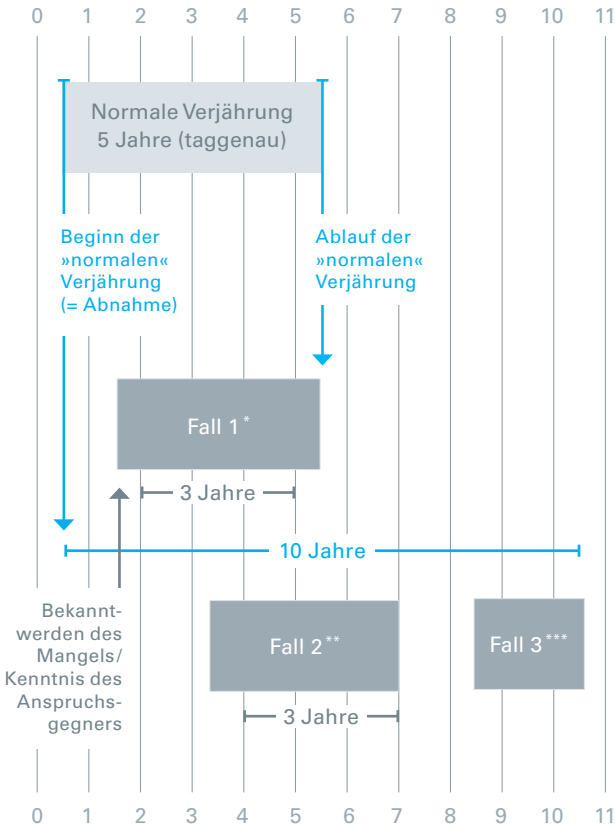 0 1 2 3 4 5 6 7 8 9 10 11
Normale Verjährung
5 Jahre (taggenau)
Beginn der
»normalen«
Verjährung
(= Abnahme)
Ablauf der
»normalen«
Verjährung
Fall 1*
3 Jahre
10 Jahre
Bekannt-
werden des
Mangels/
Kenntnis des
Anspruchs-
gegners
Fall 2**
Fall 3***
3 Jahre
0 1 2 3 4 5 6 7 8 9 10 11